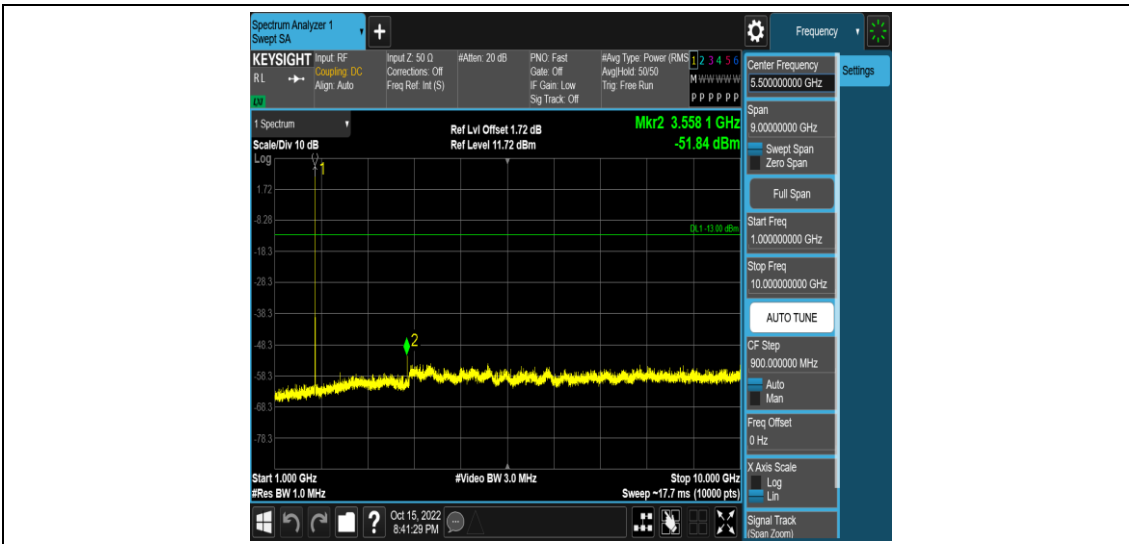 Spectrum Analyzer 1
Swept SA
+
Frequency
KEYSIGHT
R L
LXI
Input: RF
Coupling: DC
Align: Auto
Input Z: 50 Ω
Corrections: Off
Freq Ref: Int (S)
#Atten: 20 dB
PNO: Fast
Gate: Off
IF Gain: Low
Sig Track: Off
#Avg Type: Power (RMS
Avg|Hold: 50/50
Trig: Free Run
1 2 3 4 5 6
M W W W W W
P P P P P P
1 Spectrum
Scale/Div 10 dB
Log
Ref Lvl Offset 1.72 dB
Ref Level 11.72 dBm
Mkr2 3.558 1 GHz
-51.84 dBm
1
1.72
-8.28
DL1 -13.00 dBm
-18.3
-28.3
-38.3
-48.3
2
-58.3
-68.3
-78.3
Start 1.000 GHz
#Res BW 1.0 MHz
#Video BW 3.0 MHz
Stop 10.000 GHz
Sweep ~17.7 ms (10000 pts)
?
Oct 15, 2022
8:41:29 PM
Center Frequency
5.500000000 GHz
Settings
Span
9.00000000 GHz
Swept Span
Zero Span
Full Span
Start Freq
1.000000000 GHz
Stop Freq
10.000000000 GHz
AUTO TUNE
CF Step
900.000000 MHz
Auto
Man
Freq Offset
0 Hz
X Axis Scale
Log
Lin
Signal Track
(Span Zoom)